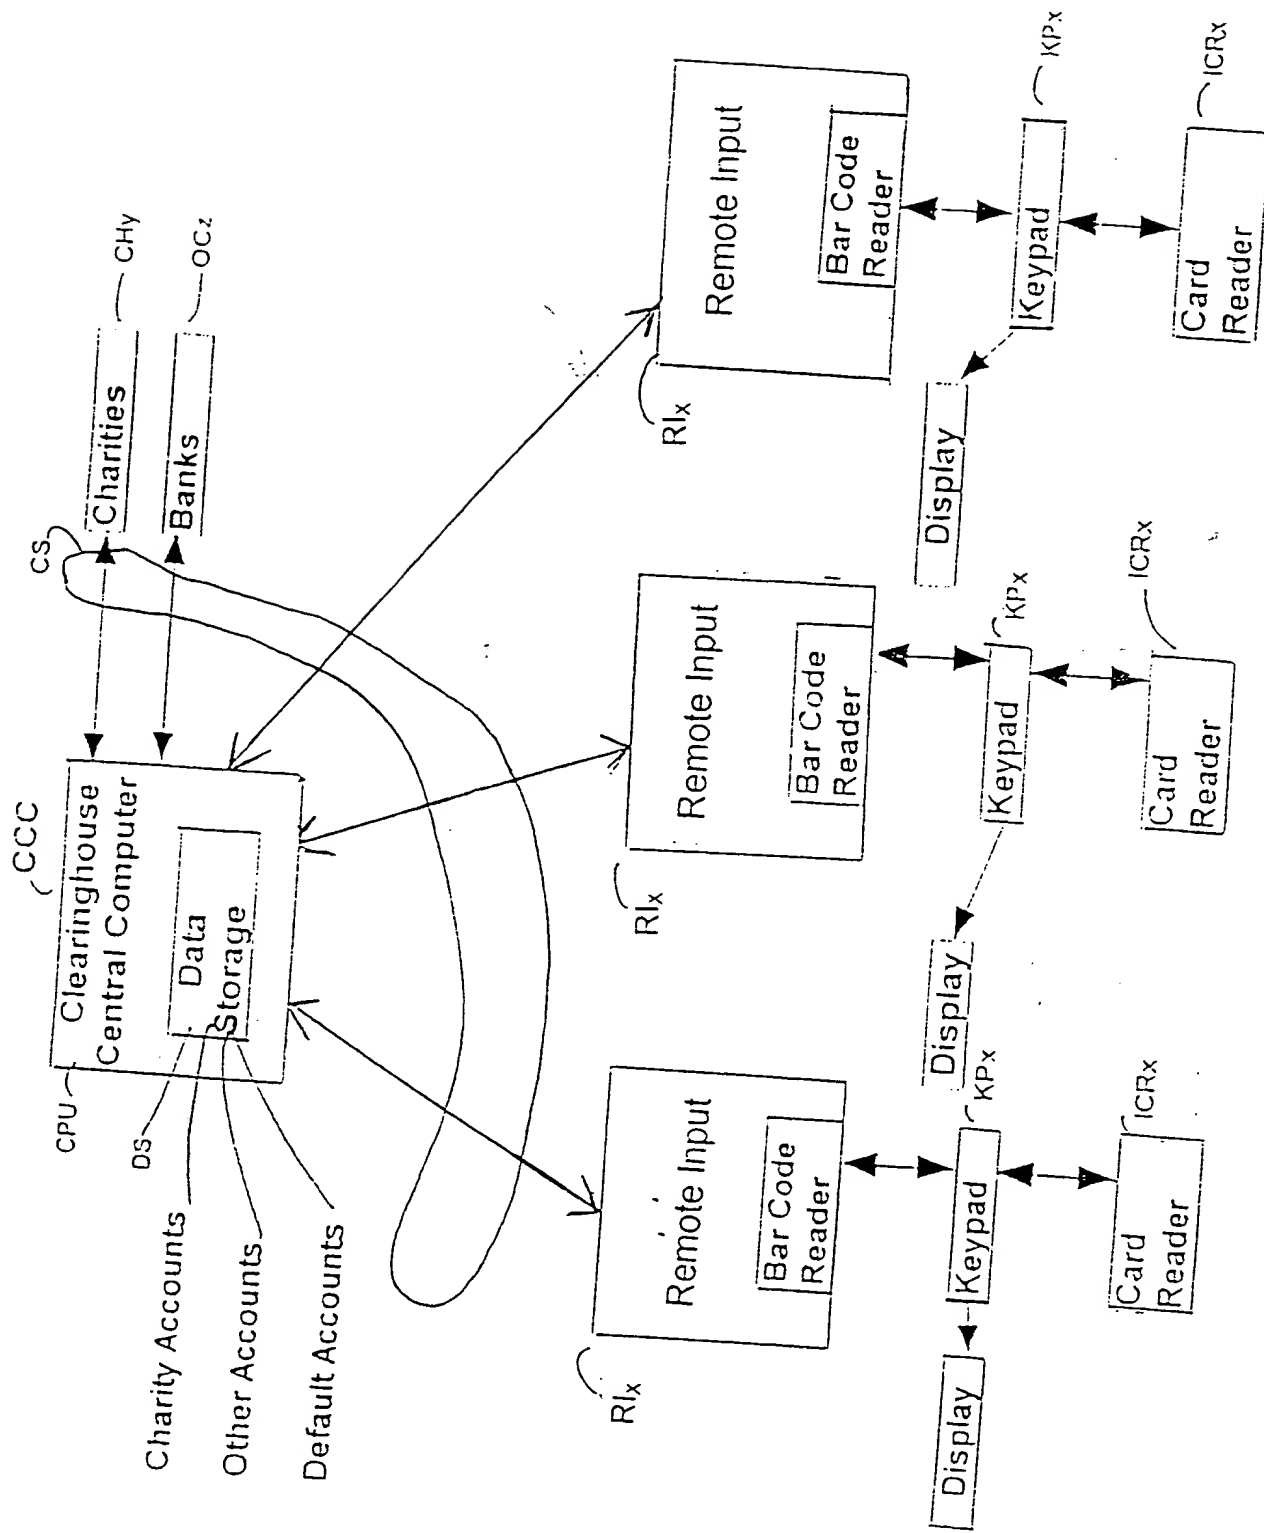 CCC
Clearinghouse
Central Computer
Data
Storage
CPU
DS
Charity Accounts
Other Accounts
Default Accounts
CS
Charities
CHy
Banks
OCz
RIx
Remote Input
Bar Code
Reader
Display
Keypad
KPx
Card
Reader
ICRx
RIx
Remote Input
Bar Code
Reader
Display
Keypad
KPx
Card
Reader
ICRx
RIx
Remote Input
Bar Code
Reader
Display
Keypad
KPx
Card
Reader
ICRx